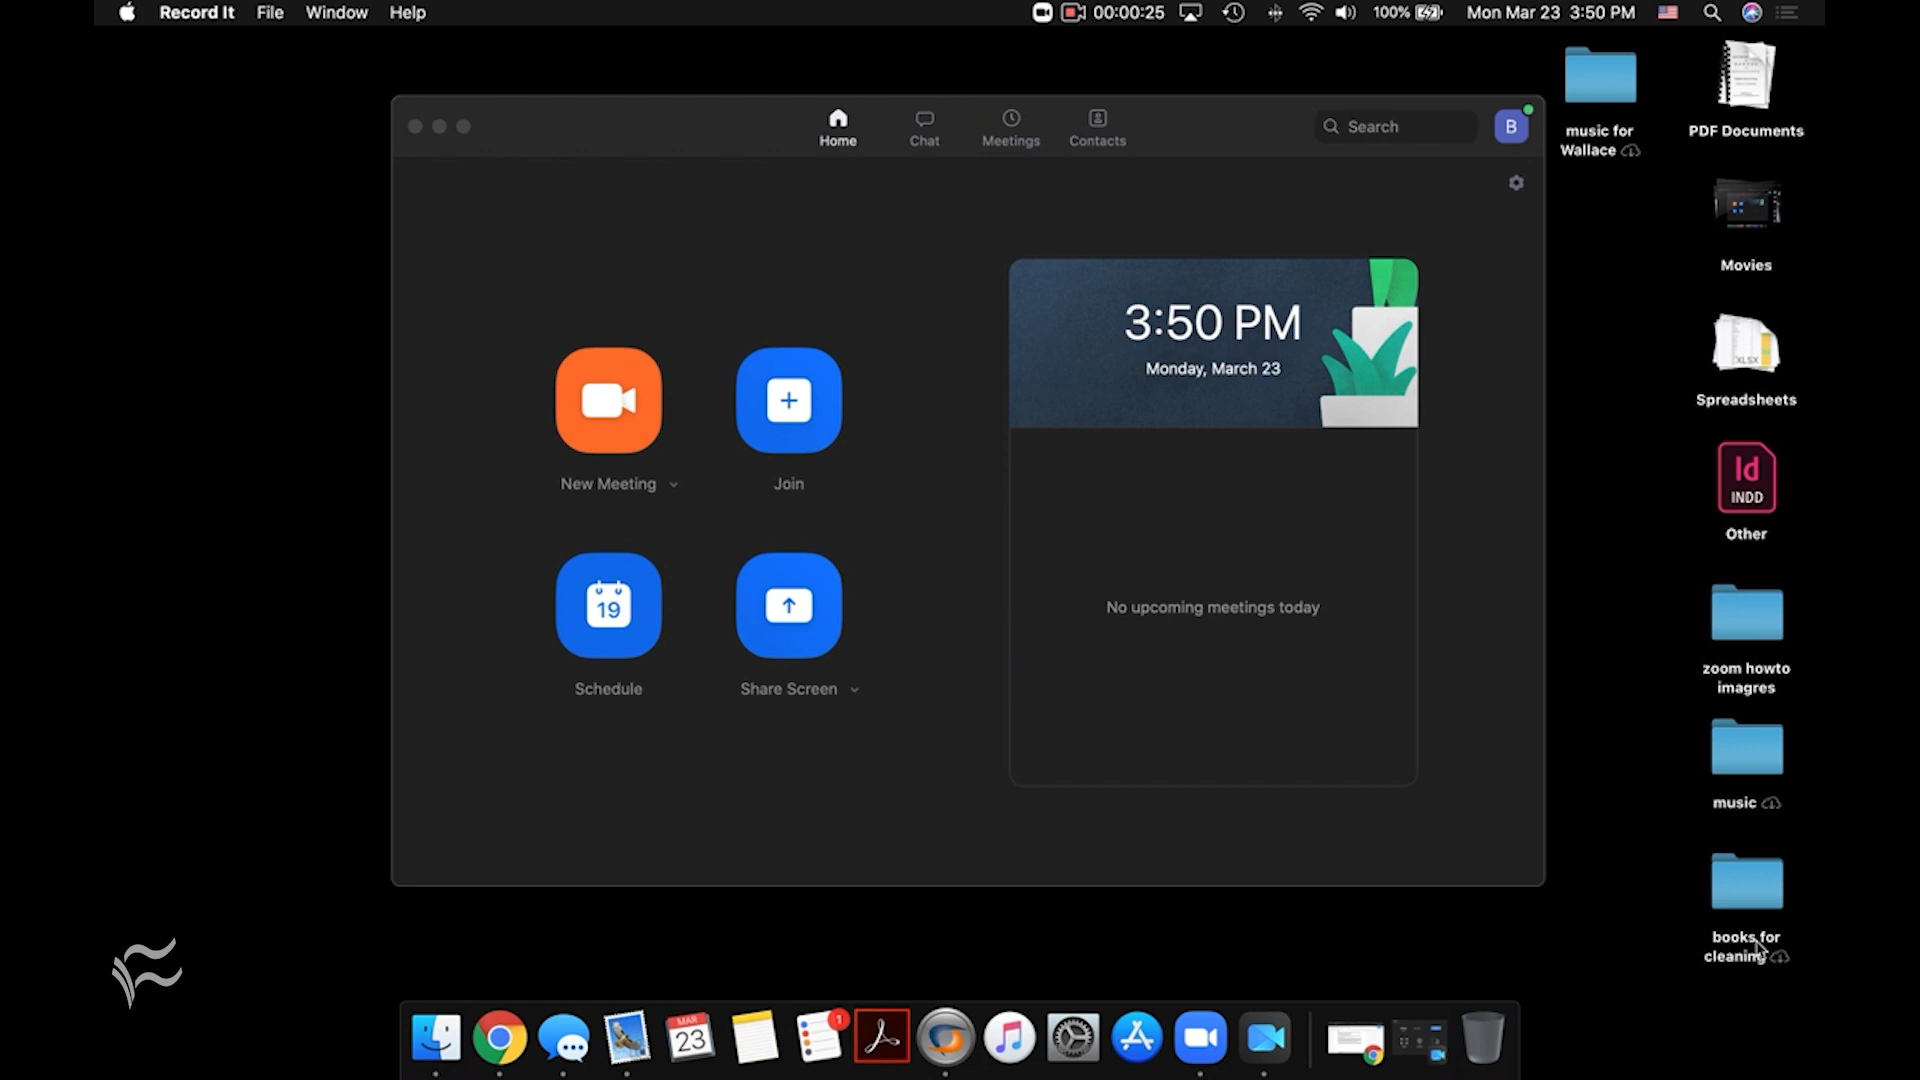 Record It File Window Help
00:00:25 100% Mon Mar 23 3:50 PM
Home Chat Meetings Contacts
Search
B
3:50 PM
Monday, March 23
New Meeting
Join
19
Schedule
Share Screen
No upcoming meetings today
music for
Wallace
PDF Documents
Movies
XLSX
Spreadsheets
Id
INDD
Other
zoom howto
imagres
music
books for
cleaning
MAR
23
1